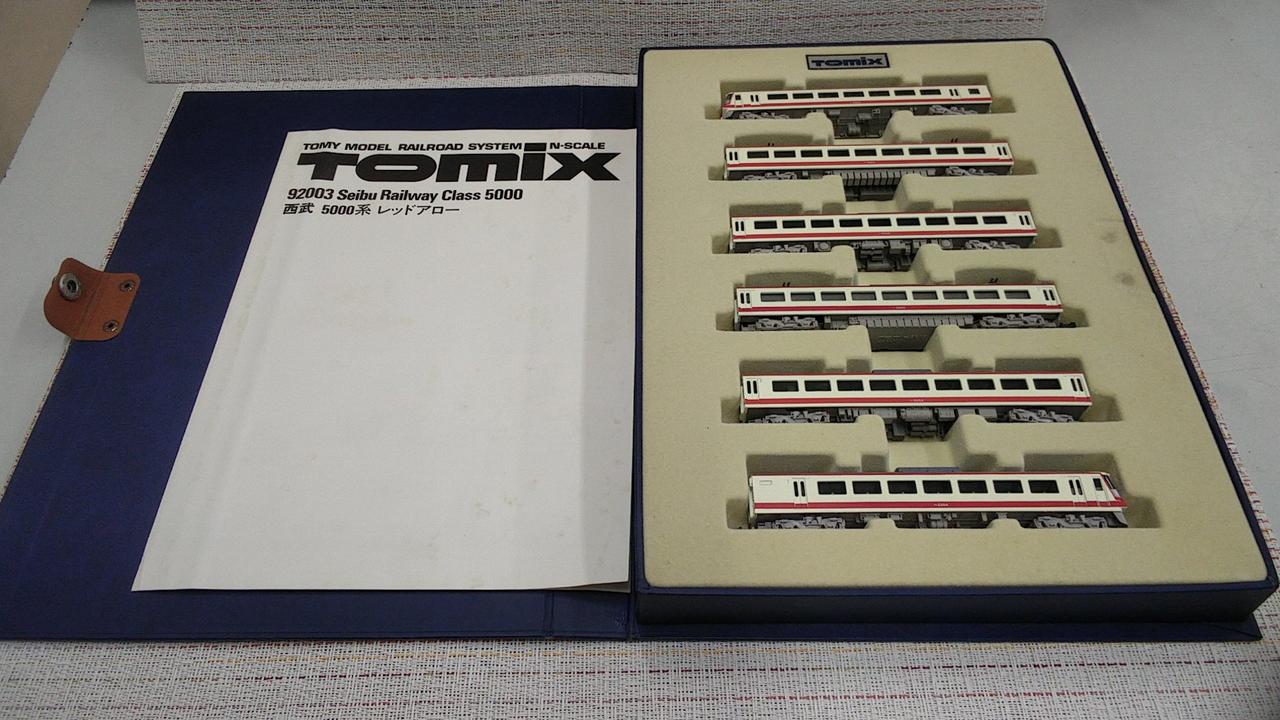 TOMY MODEL RAILROAD SYSTEM N-SCALE
TOMIX
92003 Seibu Railway Class 5000
西武 5000系 レッドアロー
TOMIX